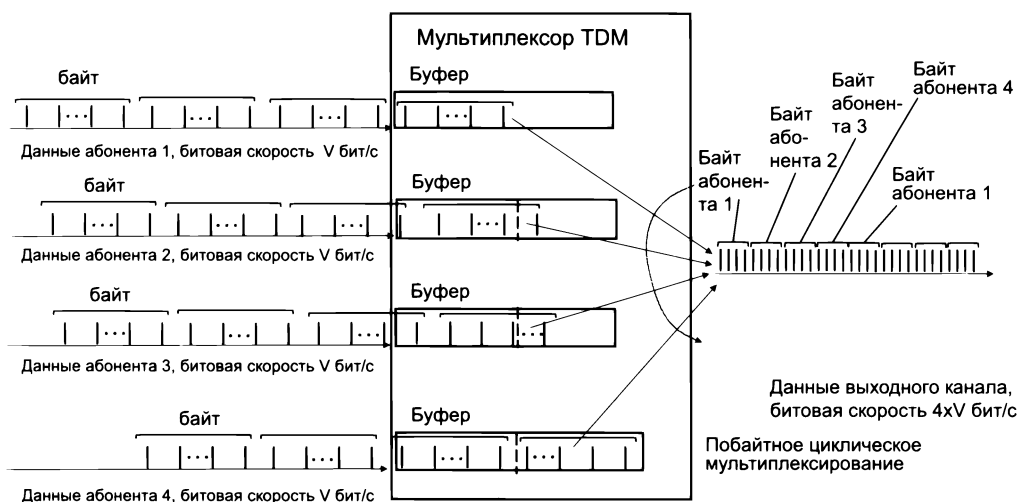 Мультиплексор TDM
байт
Буфер
Данные абонента 1, битовая скорость V бит/с
байт
Буфер
Данные абонента 2, битовая скорость V бит/с
байт
Буфер
Данные абонента 3, битовая скорость V бит/с
байт
Буфер
Данные абонента 4, битовая скорость V бит/с
Байт
абонен-
та 1
Байт
або-
нента 2
Байт
абонен-
та 3
Байт
абонента 4
Байт
абонента 1
Данные выходного канала,
битовая скорость 4xV бит/с
Побайтное циклическое
мультиплексирование